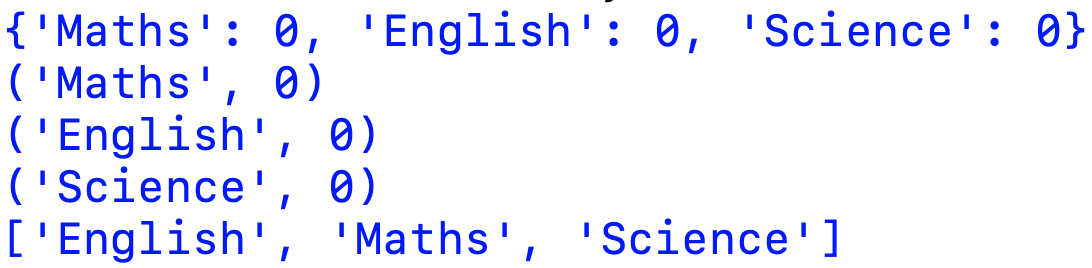 {'Maths': 0, 'English': 0, 'Science': 0}
('Maths', 0)
('English', 0)
('Science', 0)
['English', 'Maths', 'Science']